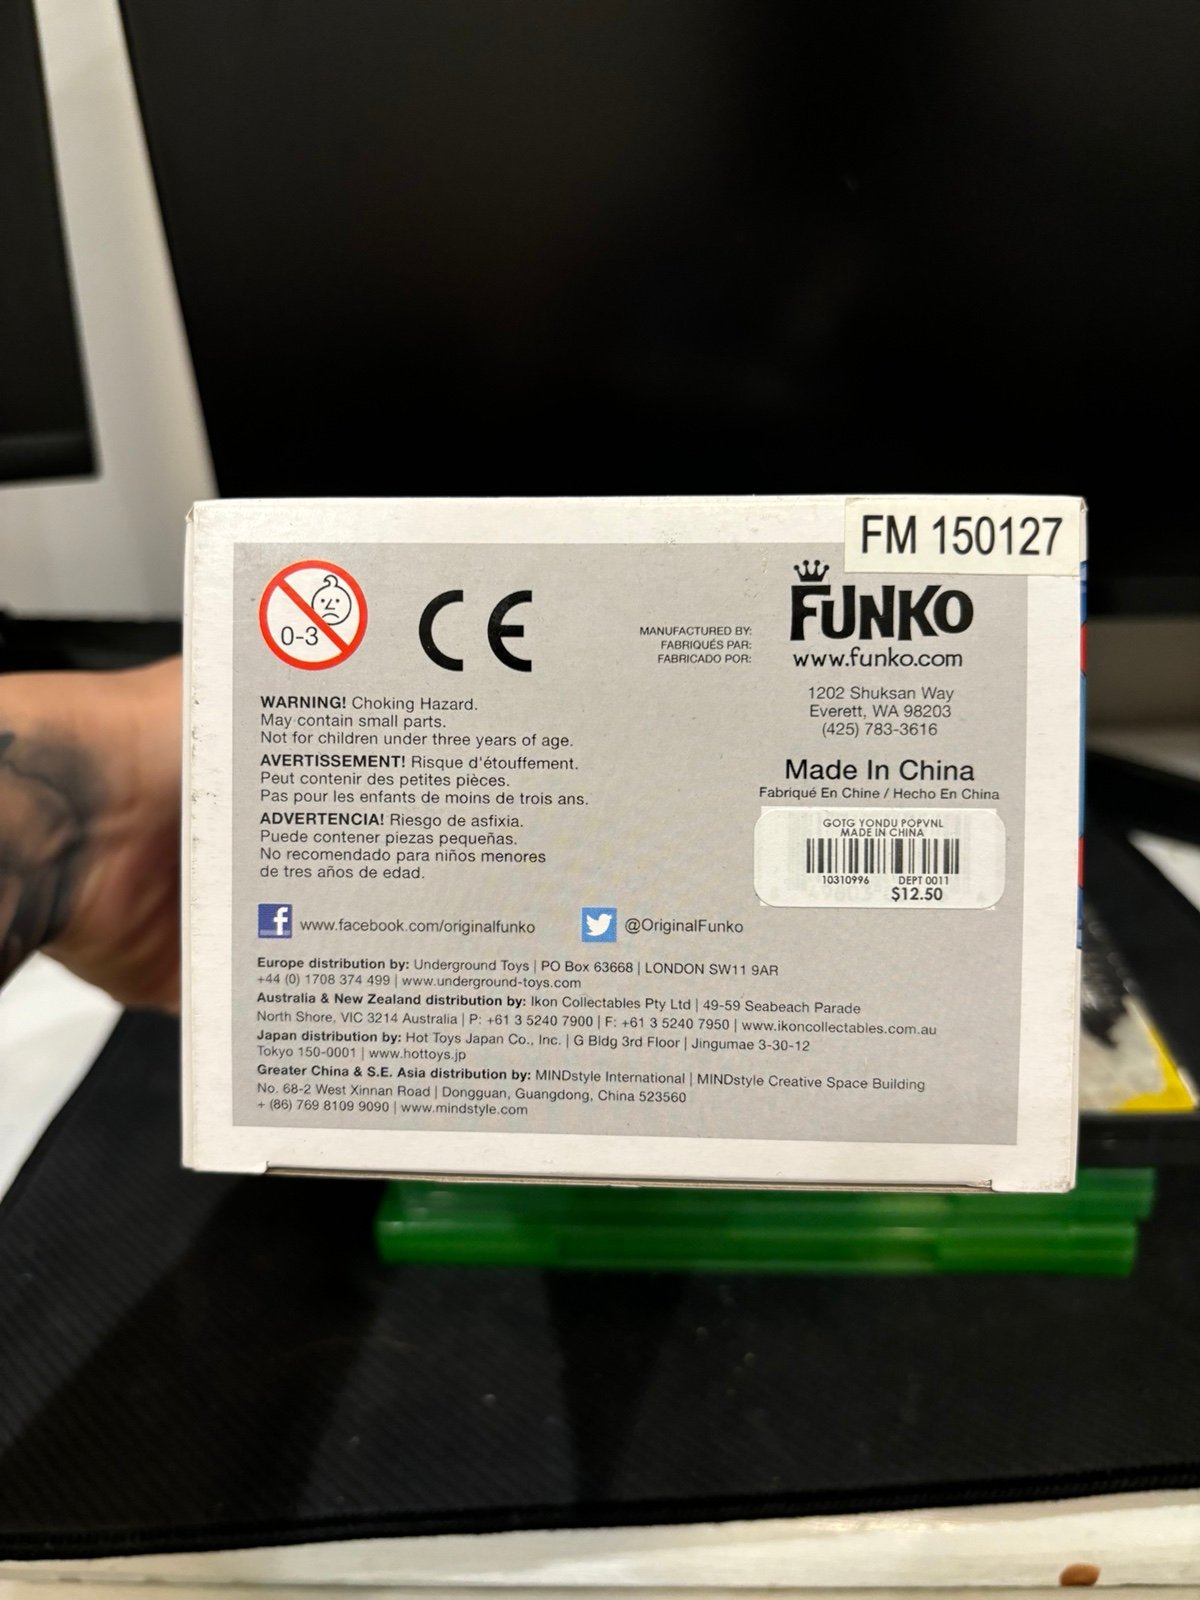 FM 150127
0-3
CE
MANUFACTURED BY:
FABRIQUÉS PAR:
FABRICADO POR:
FUNKO
www.funko.com
1202 Shuksan Way
Everett, WA 98203
(425) 783-3616
Made In China
Fabriqué En Chine / Hecho En China
GOTG YONDU POPVNL
MADE IN CHINA
10310996 DEPT 0011
$12.50
WARNING! Choking Hazard.
May contain small parts.
Not for children under three years of age.
AVERTISSEMENT! Risque d'étouffement.
Peut contenir des petites pièces.
Pas pour les enfants de moins de trois ans.
ADVERTENCIA! Riesgo de asfixia.
Puede contener piezas pequeñas.
No recomendado para niños menores
de tres años de edad.
f www.facebook.com/originalfunko
@OriginalFunko
Europe distribution by: Underground Toys | PO Box 63668 | LONDON SW11 9AR
+44 (0) 1708 374 499 | www.underground-toys.com
Australia & New Zealand distribution by: Ikon Collectables Pty Ltd | 49-59 Seabeach Parade
North Shore, VIC 3214 Australia | P: +61 3 5240 7900 | F: +61 3 5240 7950 | www.ikoncollectables.com.au
Japan distribution by: Hot Toys Japan Co., Inc. | G Bldg 3rd Floor | Jingumae 3-30-12
Tokyo 150-0001 | www.hottoys.jp
Greater China & S.E. Asia distribution by: MINDstyle International | MINDstyle Creative Space Building
No. 68-2 West Xinnan Road | Dongguan, Guangdong, China 523560
+ (86) 769 8109 9090 | www.mindstyle.com